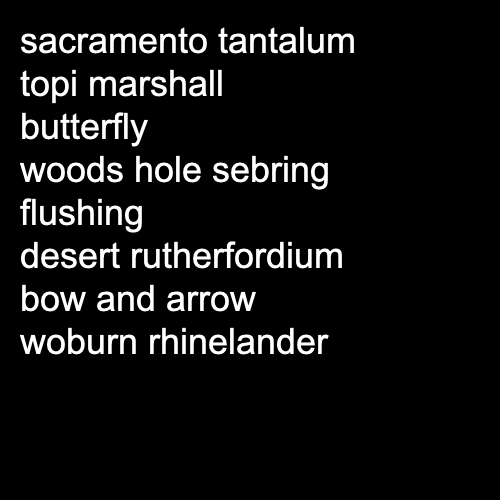 sacramento tantalum
topi marshall
butterfly
woods hole sebring
flushing
desert rutherfordium
bow and arrow
woburn rhinelander